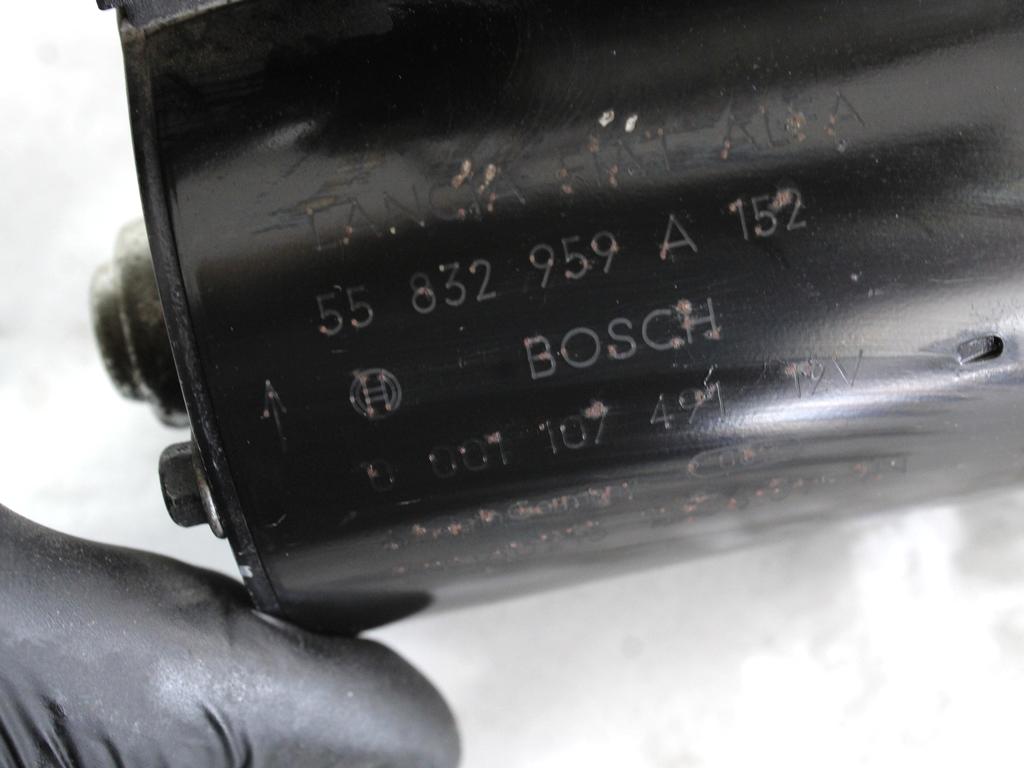 LANCIA FIAT ALFA
55 832 959 A 152
BOSCH
0 001 107 491 12V